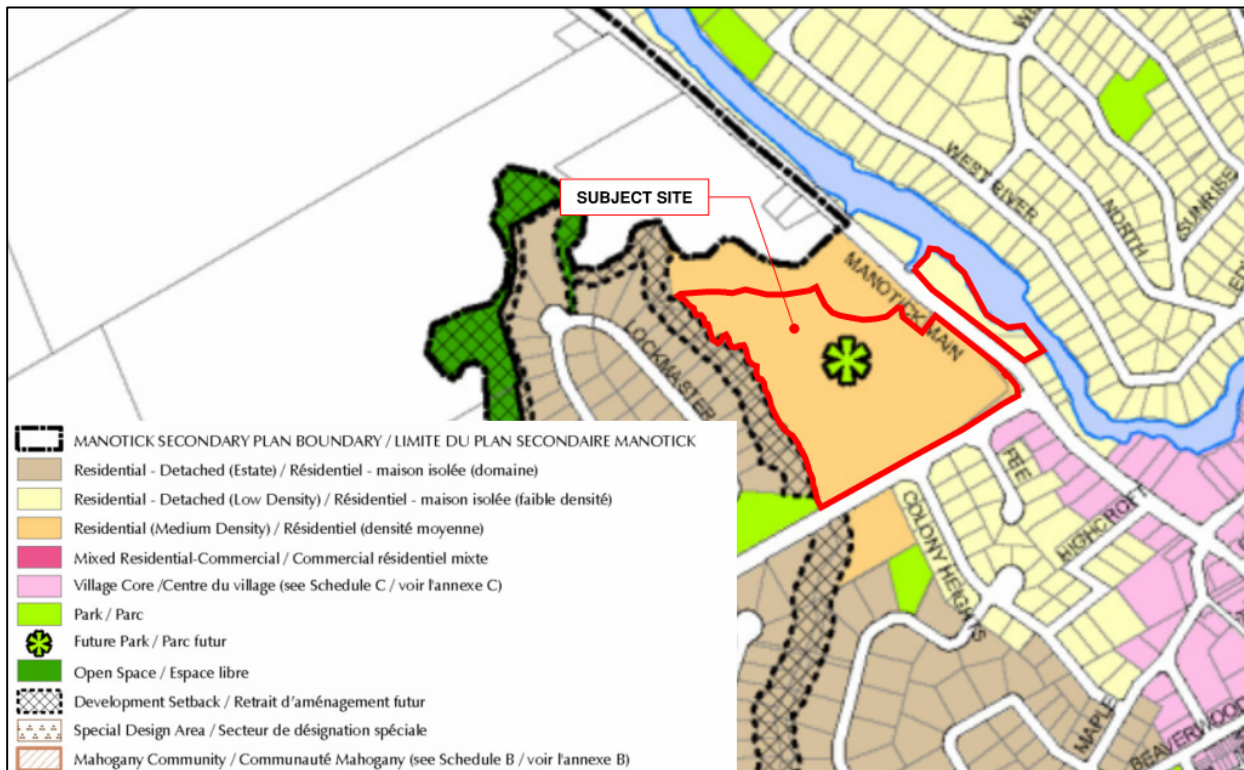 WEST RIVER
NORTH
SUNRISE
SUBJECT SITE
MANOTICK MAIN
LOCKMASTER
FEE
HIGHCROFT
COLONY HEIGHTS
MAPLE
BEAVERWOOD
MANOTICK SECONDARY PLAN BOUNDARY / LIMITE DU PLAN SECONDAIRE MANOTICK
Residential - Detached (Estate) / Résidentiel - maison isolée (domaine)
Residential - Detached (Low Density) / Résidentiel - maison isolée (faible densité)
Residential (Medium Density) / Résidentiel (densité moyenne)
Mixed Residential-Commercial / Commercial résidentiel mixte
Village Core /Centre du village (see Schedule C / voir l'annexe C)
Park / Parc
Future Park / Parc futur
Open Space / Espace libre
Development Setback / Retrait d'aménagement futur
Special Design Area / Secteur de désignation spéciale
Mahogany Community / Communauté Mahogany (see Schedule B / voir l'annexe B)